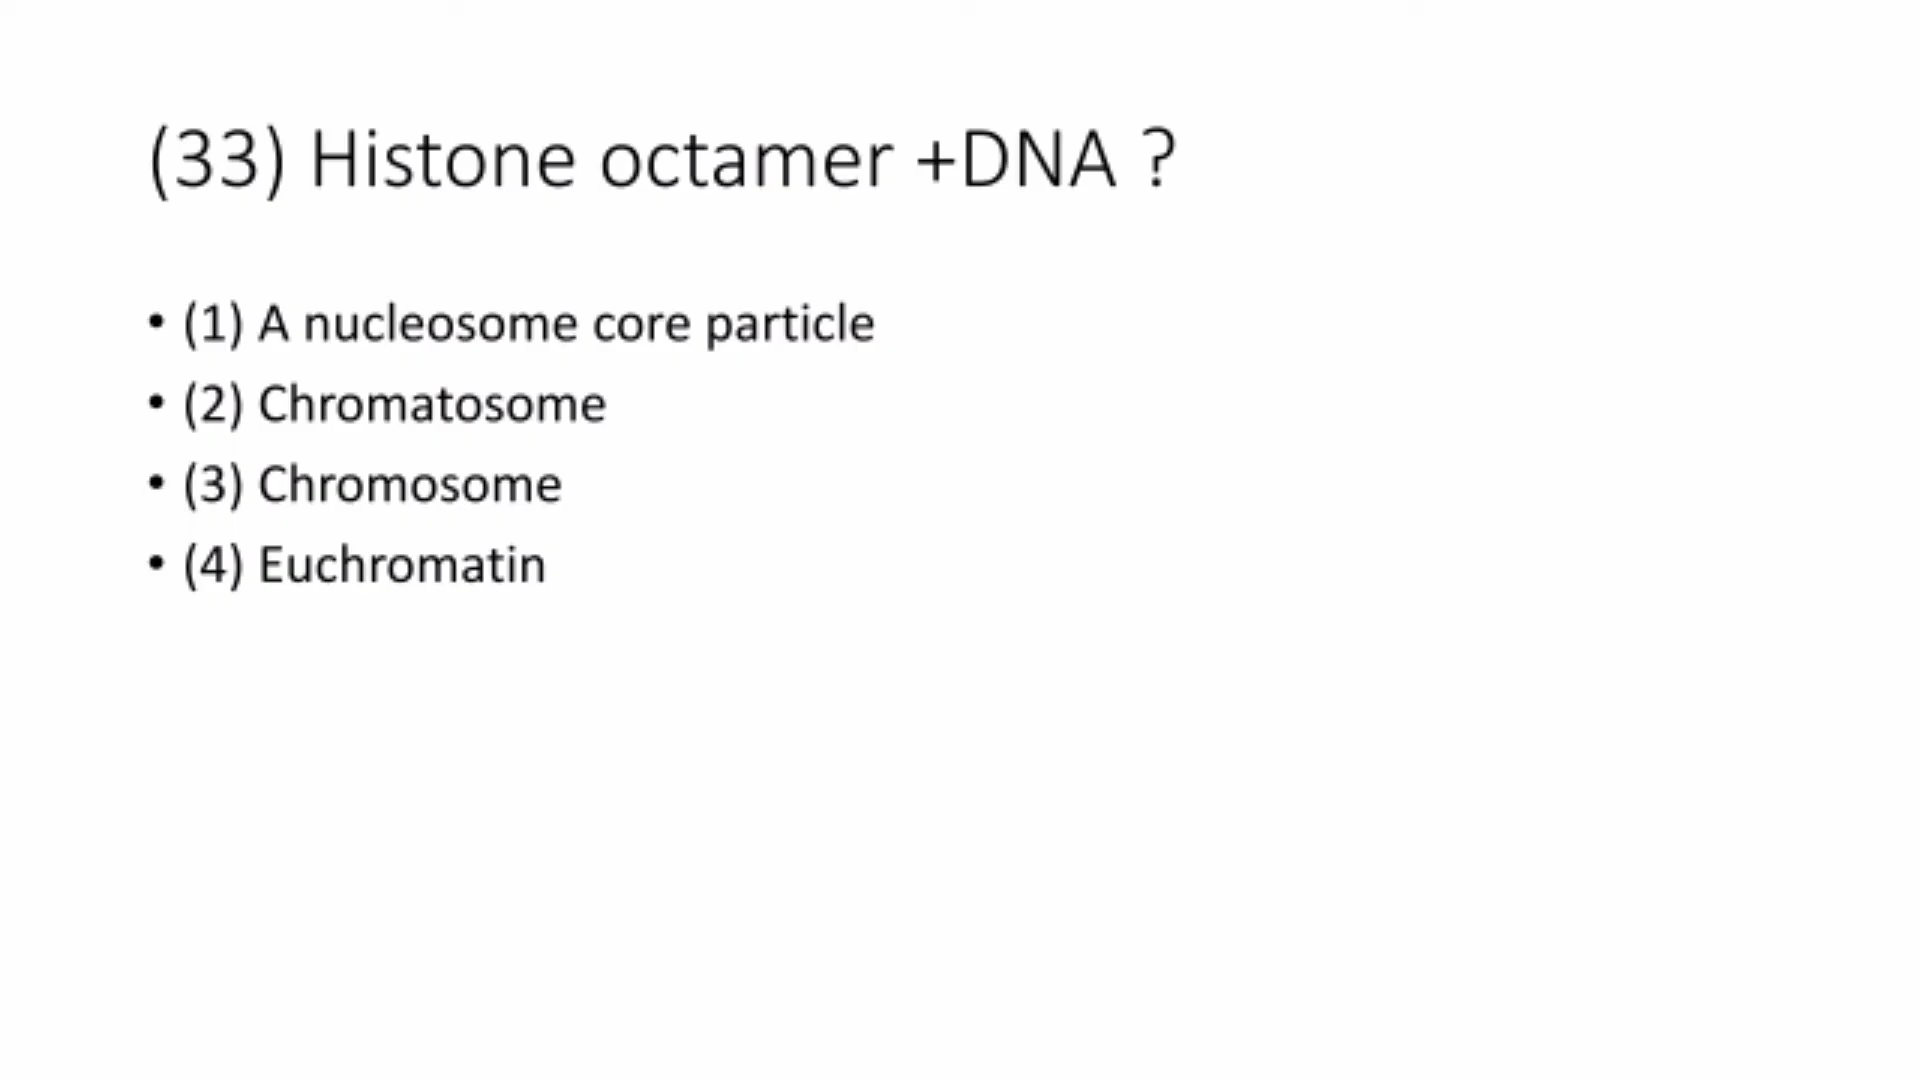 (33) Histone octamer +DNA ?
• (1) A nucleosome core particle
• (2) Chromatosome
• (3) Chromosome
• (4) Euchromatin